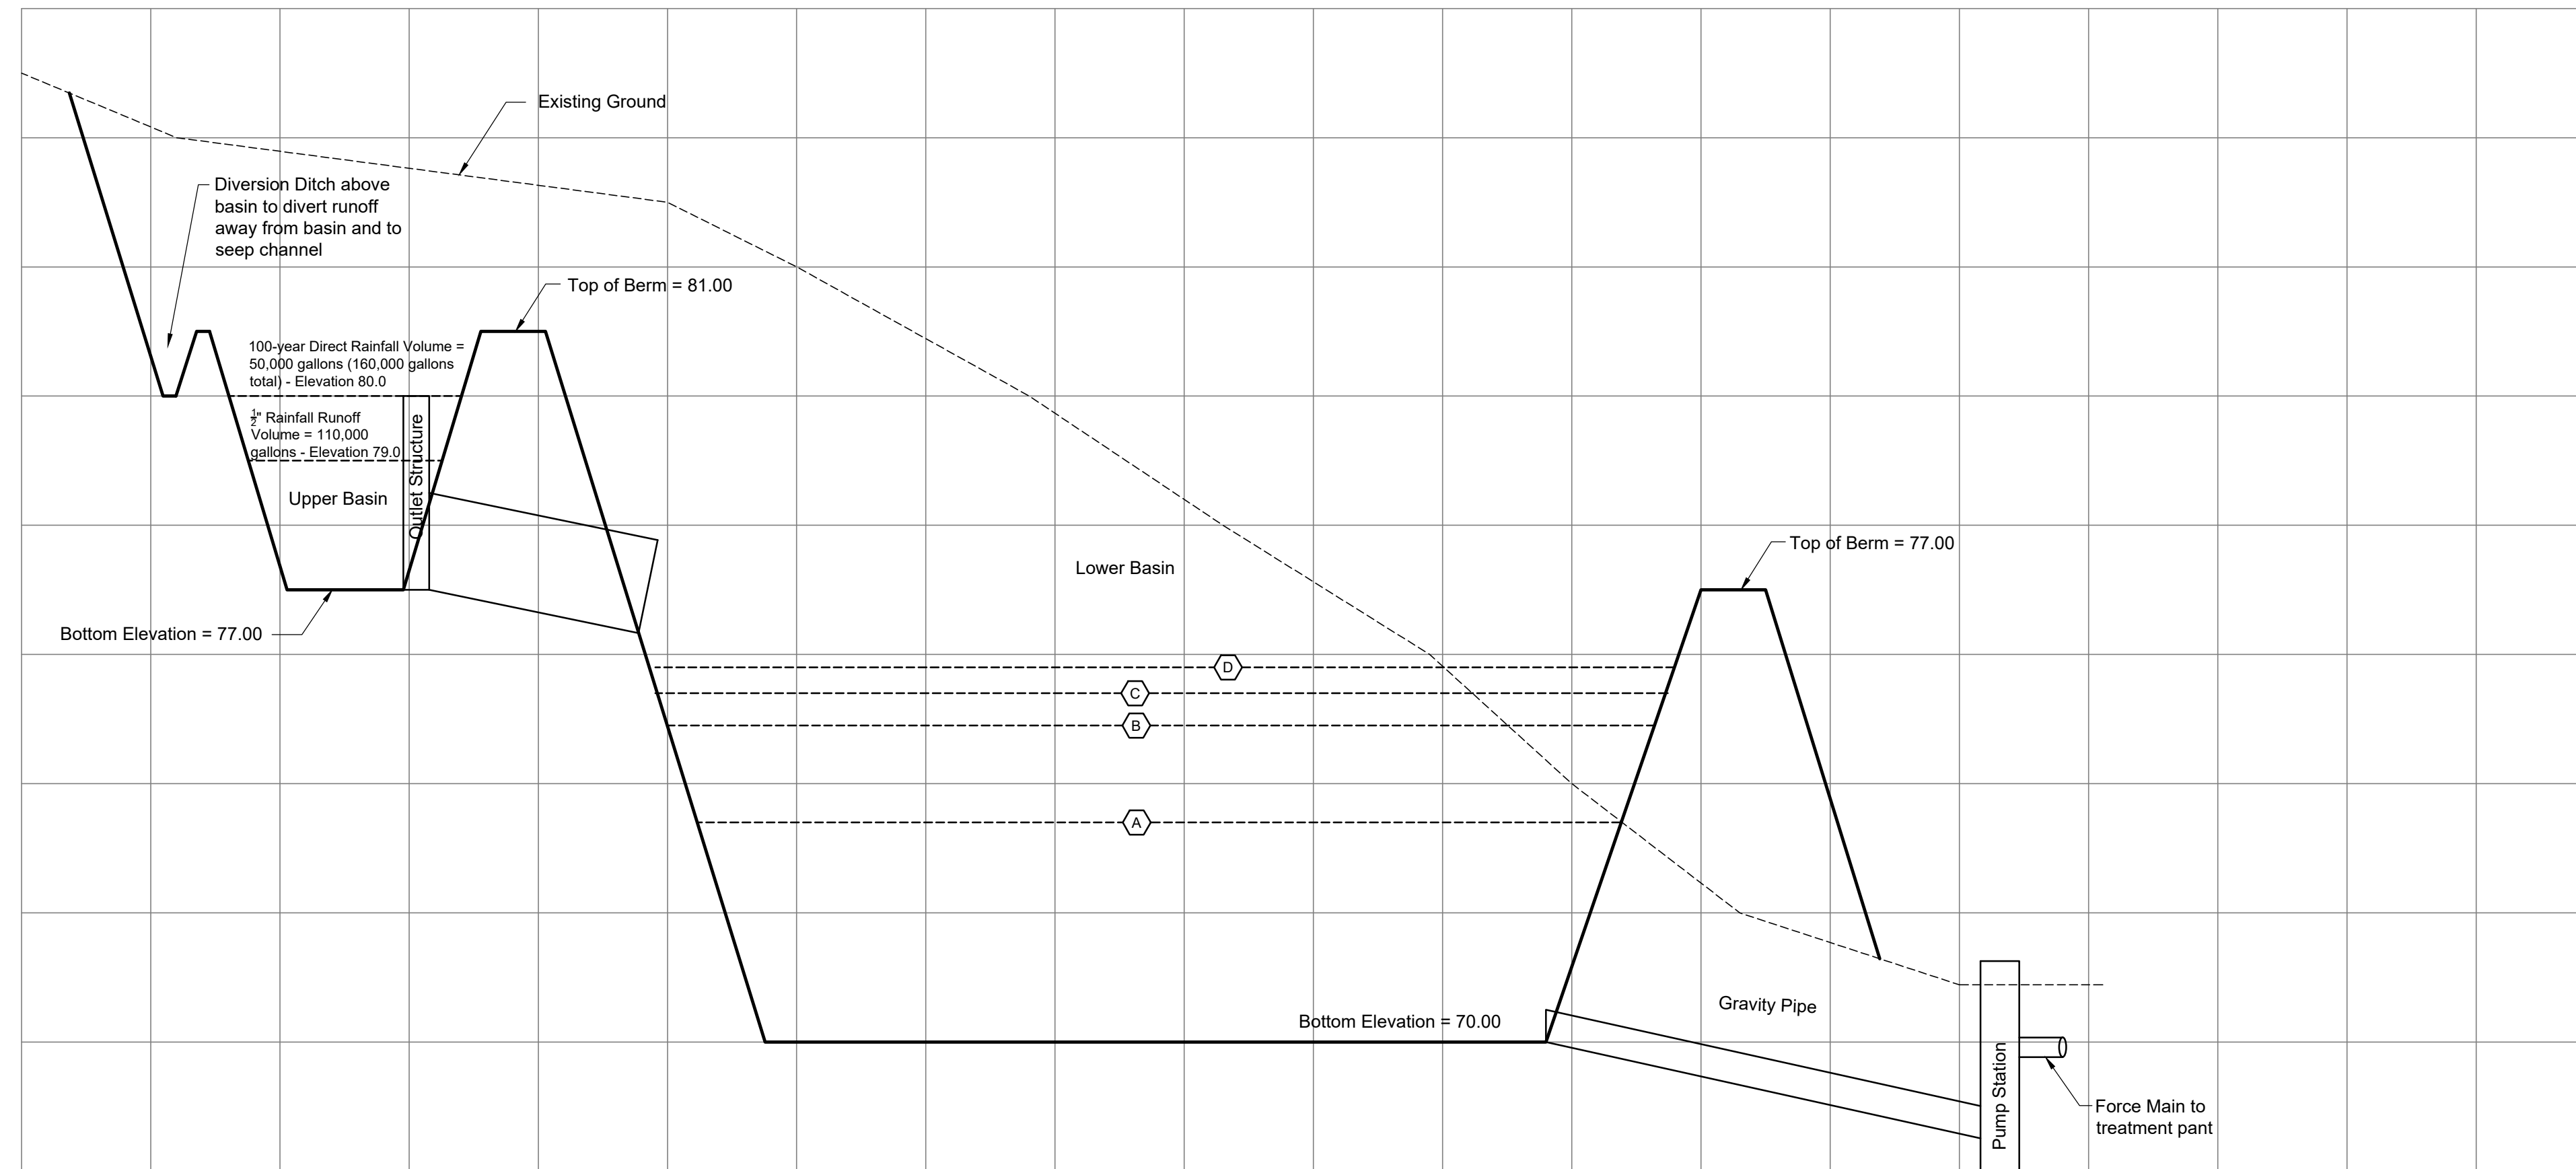 Existing Ground
Diversion Ditch above
basin to divert runoff
away from basin and to
seep channel
Top of Berm = 81.00
100-year Direct Rainfall Volume =
50,000 gallons (160,000 gallons
total) - Elevation 80.0
½" Rainfall Runoff
Volume = 110,000
gallons - Elevation 79.0
Outlet Structure
Upper Basin
Bottom Elevation = 77.00
Lower Basin
Top of Berm = 77.00
D
C
B
A
Bottom Elevation = 70.00
Gravity Pipe
Pump Station
Force Main to
treatment pant